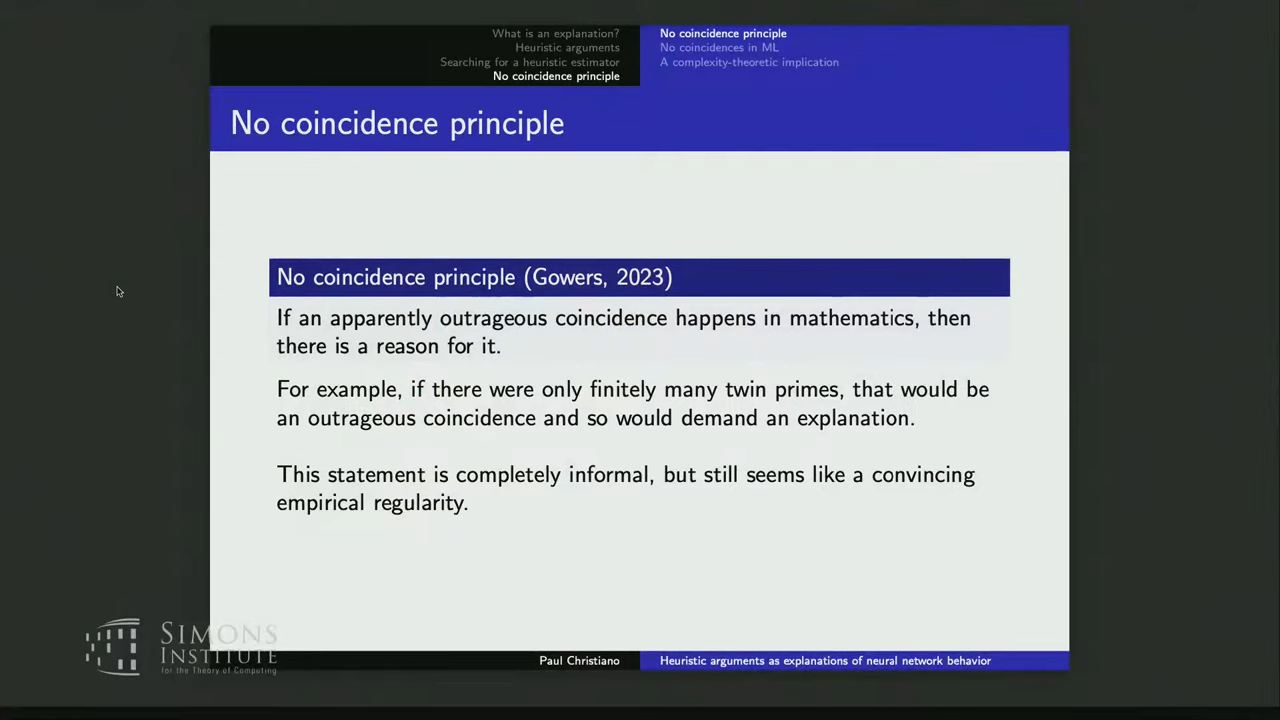 What is an explanation?
Heuristic arguments
Searching for a heuristic estimator
No coincidence principle
No coincidence principle
No coincidences in ML
A complexity-theoretic implication
No coincidence principle
No coincidence principle (Gowers, 2023)
If an apparently outrageous coincidence happens in mathematics, then
there is a reason for it.
For example, if there were only finitely many twin primes, that would be
an outrageous coincidence and so would demand an explanation.
This statement is completely informal, but still seems like a convincing
empirical regularity.
SIMONS
INSTITUTE
for the Theory of Computing
Paul Christiano
Heuristic arguments as explanations of neural network behavior